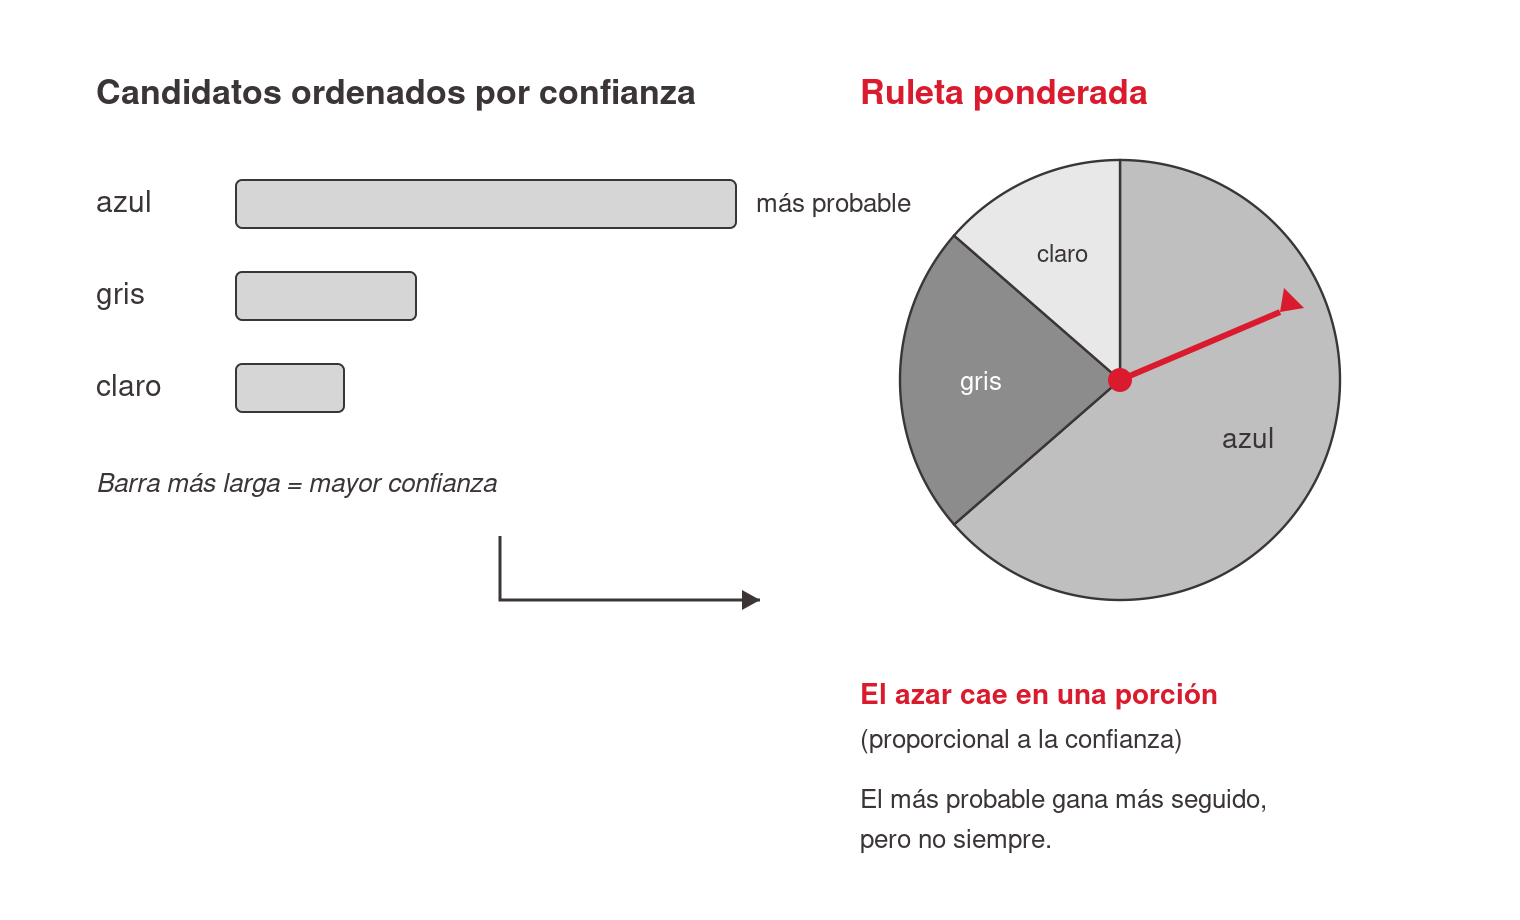 Candidatos ordenados por confianza
azul
más probable
gris
claro
Barra más larga = mayor confianza
Ruleta ponderada
claro
gris
azul
El azar cae en una porción
(proporcional a la confianza)
El más probable gana más seguido,
pero no siempre.